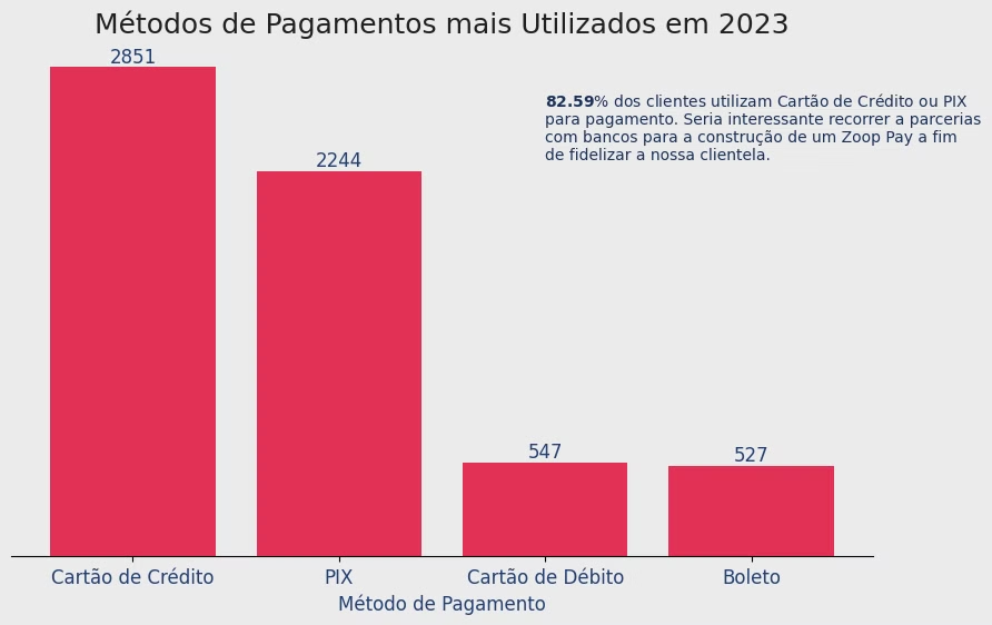 Métodos de Pagamentos mais Utilizados em 2023
2851
82.59% dos clientes utilizam Cartão de Crédito ou PIX
para pagamento. Seria interessante recorrer a parcerias
com bancos para a construção de um Zoop Pay a fim
de fidelizar a nossa clientela.
2244
547
527
Cartão de Crédito
PIX
Cartão de Débito
Boleto
Método de Pagamento